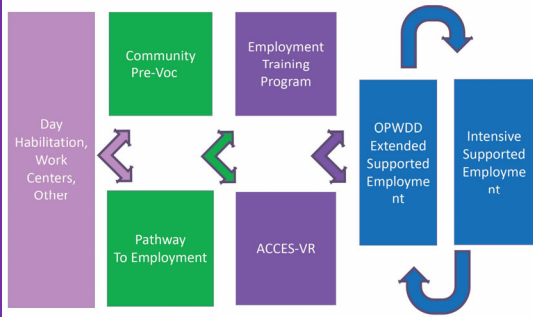 Day
Habilitation,
Work
Centers,
Other
Community
Pre-Voc
Pathway
To Employment
Employment
Training
Program
ACCES-VR
OPWDD
Extended
Supported
Employme
nt
Intensive
Supported
Employme
nt